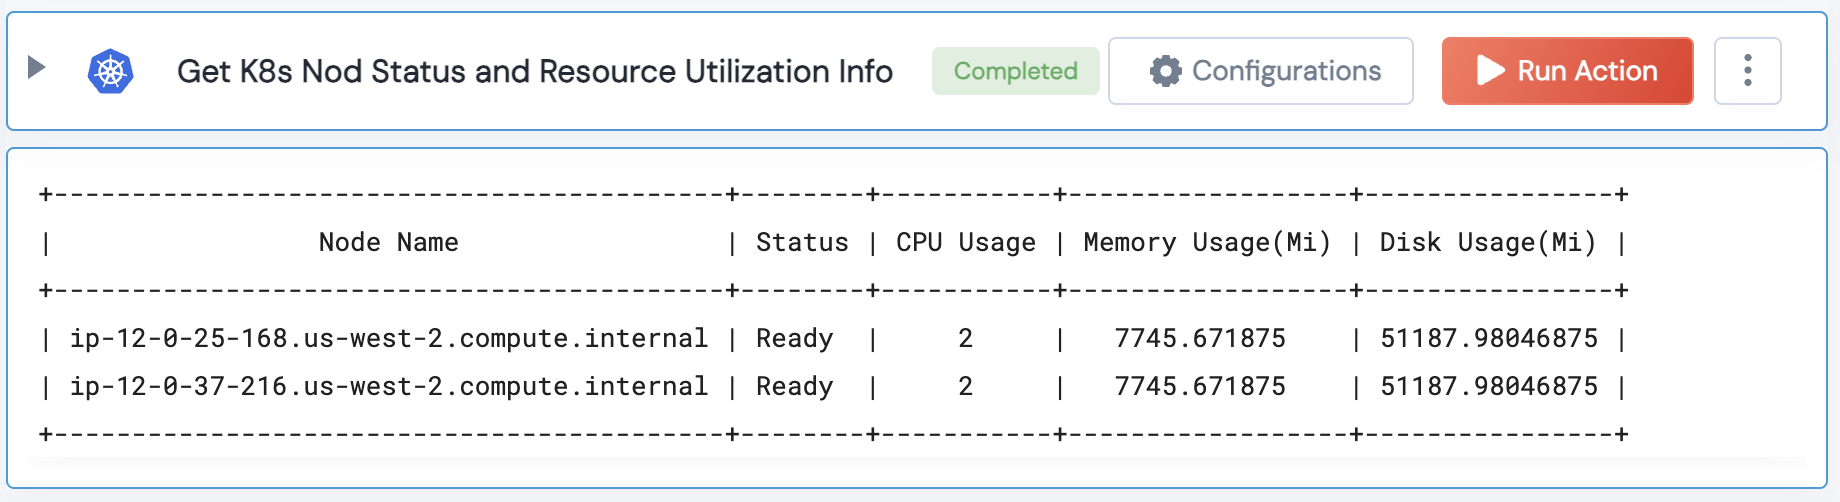 Get K8s Nod Status and Resource Utilization Info Completed Configurations Run Action
+-------------------------------------------+--------+-----------+------------------+----------------+
| Node Name | Status | CPU Usage | Memory Usage(Mi) | Disk Usage(Mi) |
+-------------------------------------------+--------+-----------+------------------+----------------+
| ip-12-0-25-168.us-west-2.compute.internal | Ready | 2 | 7745.671875 | 51187.98046875 |
| ip-12-0-37-216.us-west-2.compute.internal | Ready | 2 | 7745.671875 | 51187.98046875 |
+-------------------------------------------+--------+-----------+------------------+----------------+